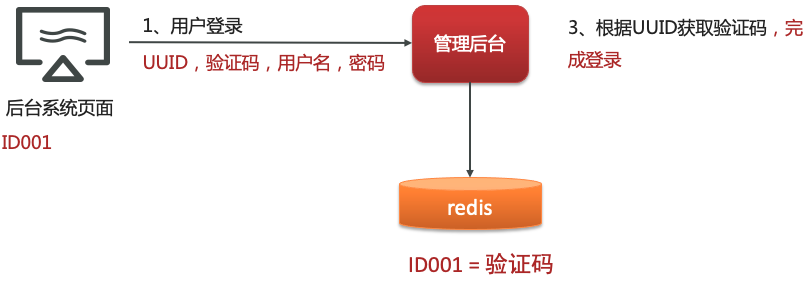 1、用户登录
UUID，验证码，用户名，密码
管理后台
3、根据UUID获取验证码，完
成登录
后台系统页面
ID001
redis
ID001 = 验证码